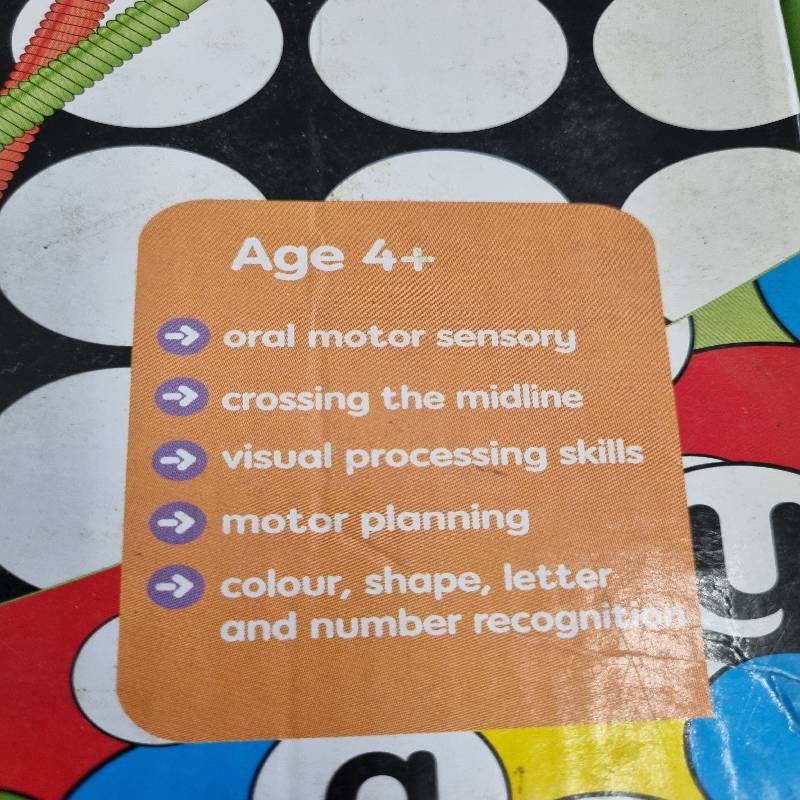 Age 4+
oral motor sensory
crossing the midline
visual processing skills
motor planning
colour, shape, letter
and number recognition
y
a